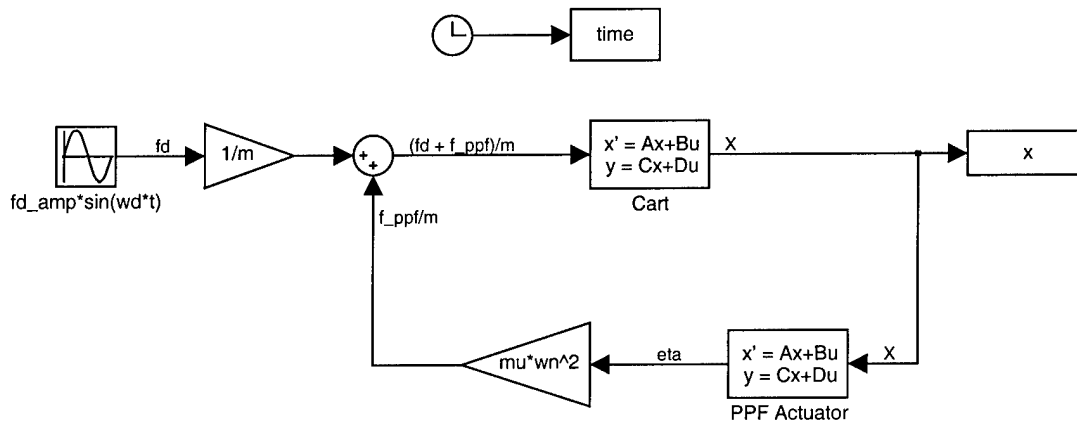 time
fd
1/m
(fd + f_ppf)/m
x' = Ax+Bu
y = Cx+Du
X
x
fd_amp*sin(wd*t)
Cart
f_ppf/m
mu*wn^2
eta
x' = Ax+Bu
y = Cx+Du
X
PPF Actuator